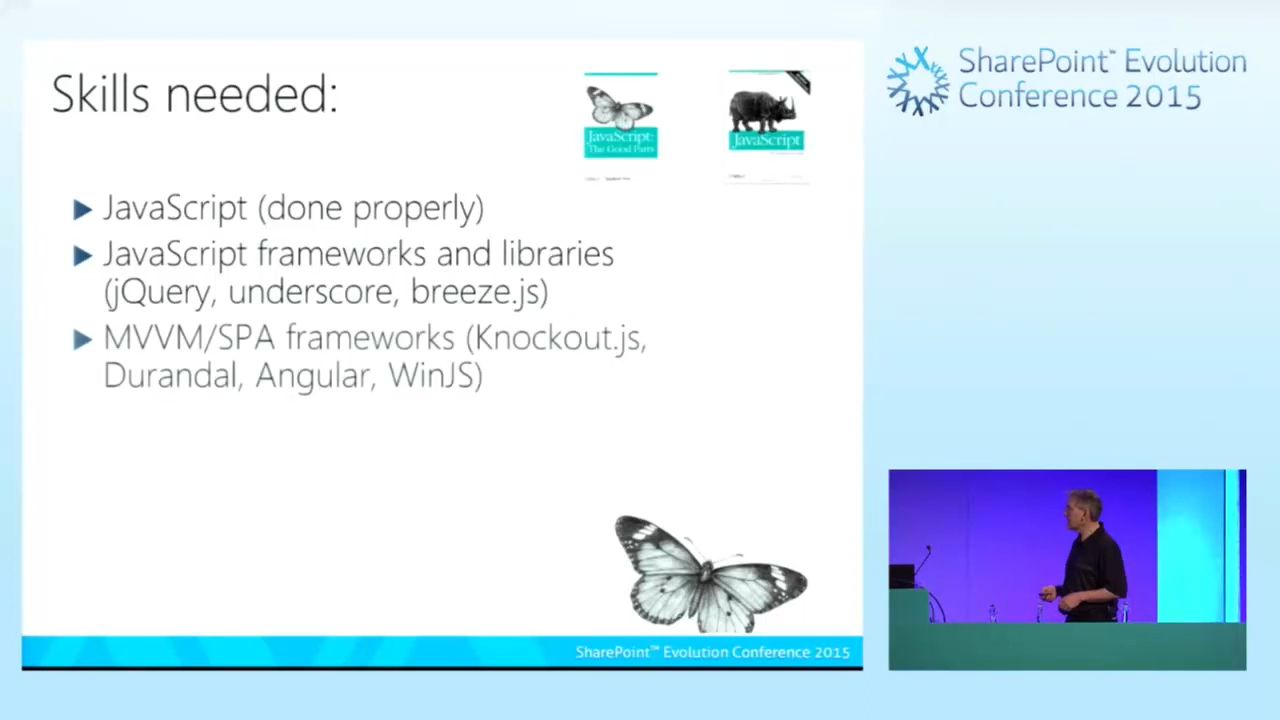 Skills needed:
JavaScript:
The Good Parts
JavaScript
JavaScript (done properly)
JavaScript frameworks and libraries
(jQuery, underscore, breeze.js)
MVVM/SPA frameworks (Knockout.js,
Durandal, Angular, WinJS)
SharePoint™ Evolution Conference 2015
SharePoint™ Evolution
Conference 2015